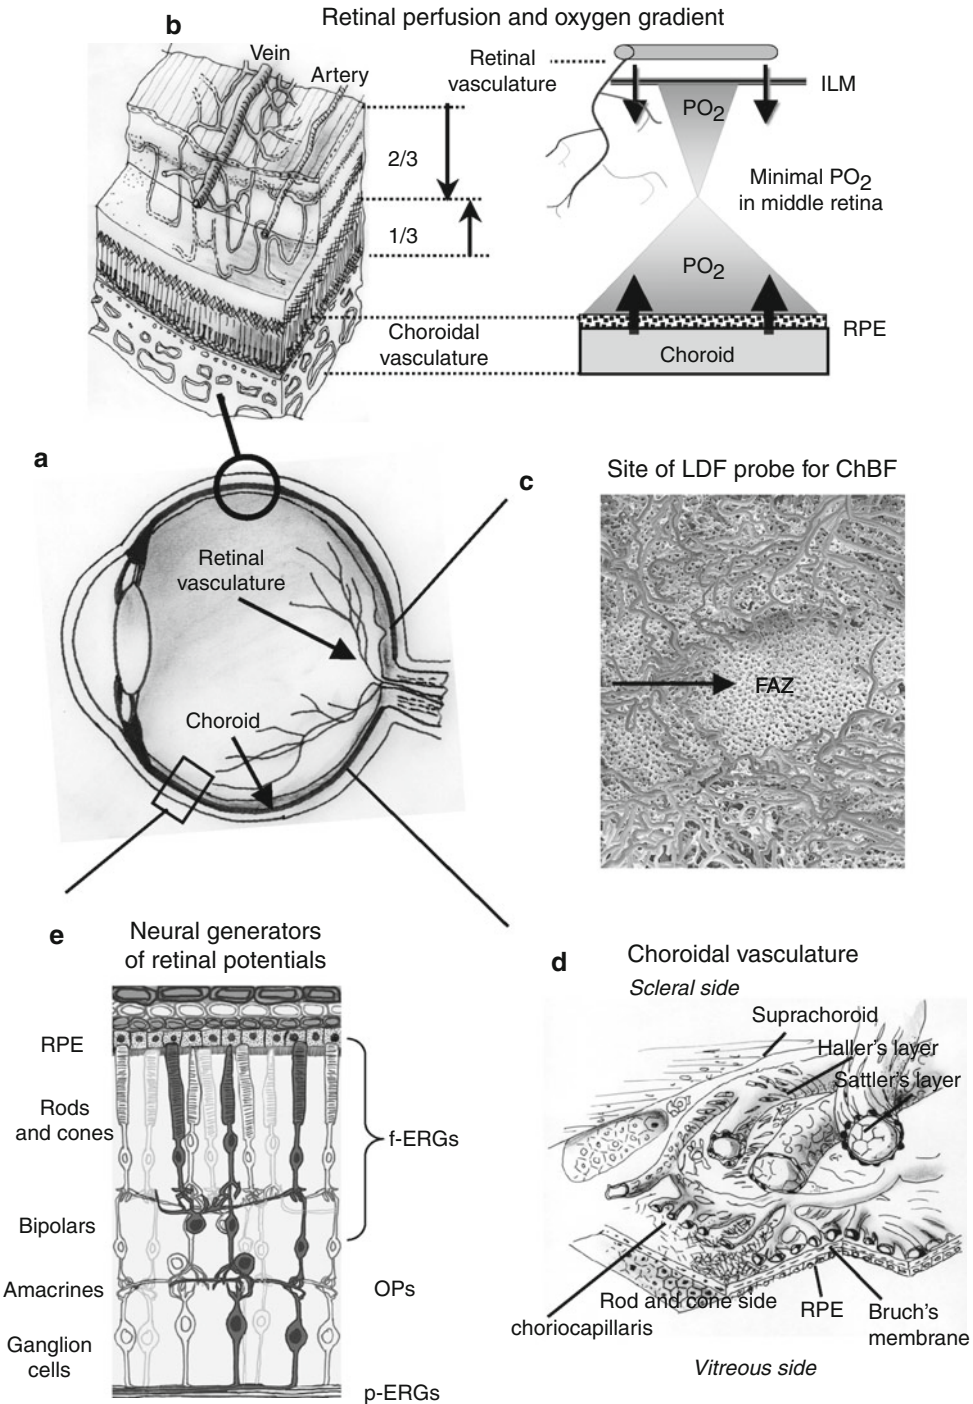 b
Retinal perfusion and oxygen gradient
Vein
Artery
Retinal
vasculature
ILM
PO2
2/3
Minimal PO2
in middle retina
1/3
PO2
Choroidal
vasculature
RPE
Choroid
a
Retinal
vasculature
Choroid
c
Site of LDF probe for ChBF
FAZ
e
Neural generators
of retinal potentials
RPE
Rods
and cones
f-ERGs
Bipolars
Amacrines
OPs
Ganglion
cells
p-ERGs
d
Choroidal vasculature
Scleral side
Suprachoroid
Haller's layer
Sattler's layer
Rod and cone side
choriocapillaris
RPE
Bruch's
membrane
Vitreous side